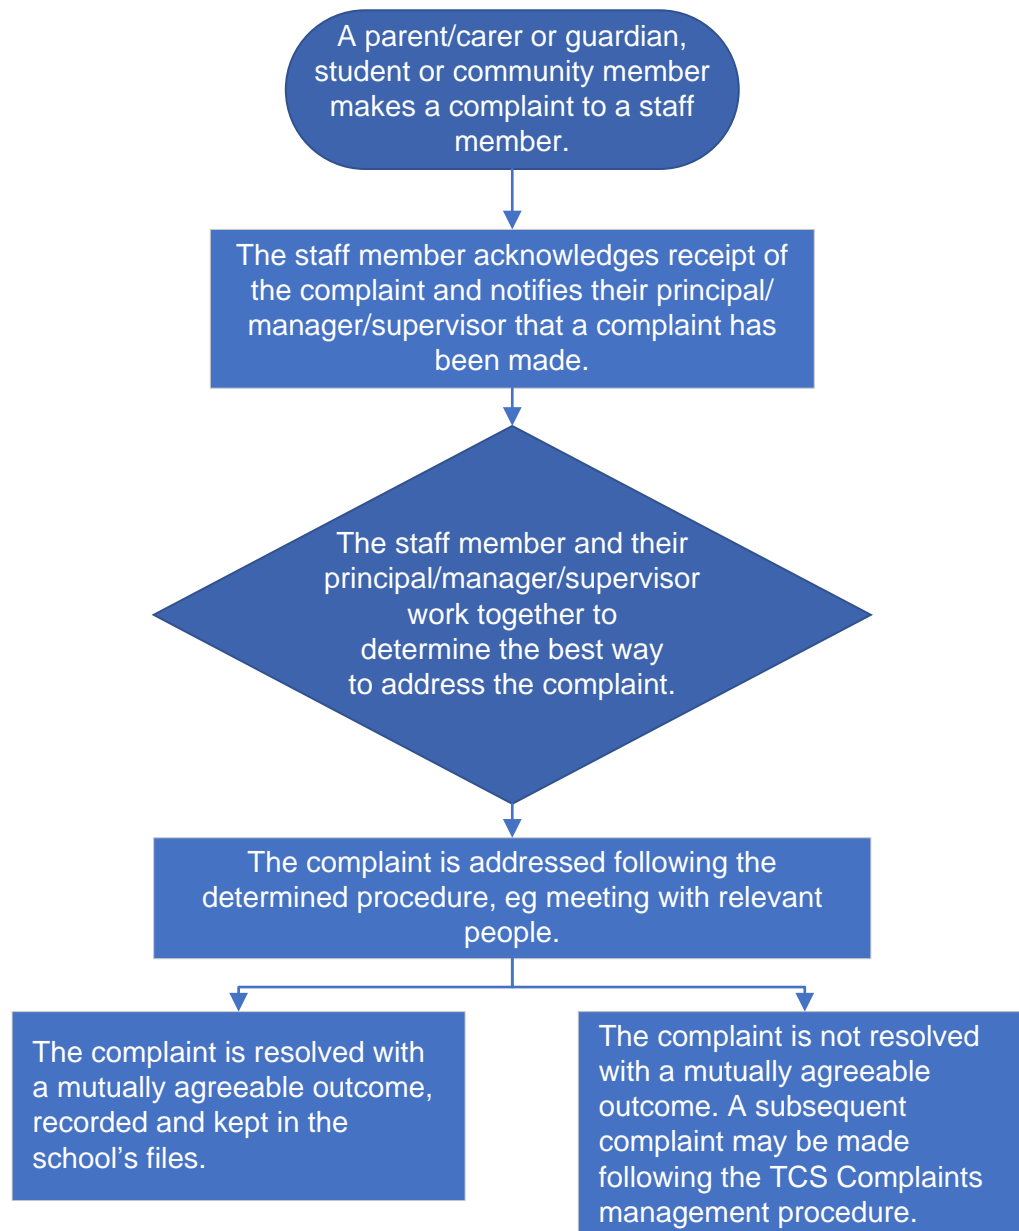 A parent/carer or guardian,
student or community member
makes a complaint to a staff
member.
The staff member acknowledges receipt of
the complaint and notifies their principal/
manager/supervisor that a complaint has
been made.
The staff member and their
principal/manager/supervisor
work together to
determine the best way
to address the complaint.
The complaint is addressed following the
determined procedure, eg meeting with relevant
people.
The complaint is resolved with
a mutually agreeable outcome,
recorded and kept in the
school’s files.
The complaint is not resolved
with a mutually agreeable
outcome. A subsequent
complaint may be made
following the TCS Complaints
management procedure.